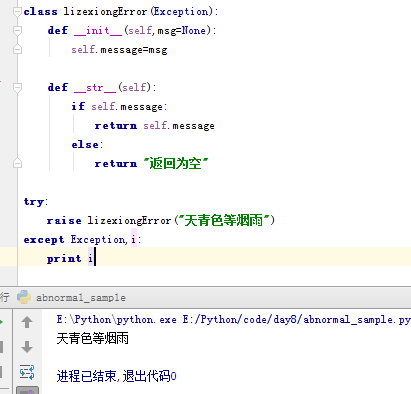 class lizexiongError(Exception):
def __init__(self,msg=None):
self.message=msg
def __str__(self):
if self.message:
return self.message
else:
return "返回为空"
try:
raise lizexiongError("天青色等烟雨")
except Exception,i:
print i
行 abnormal_sample
E:\Python\python.exe E:/Python/code/day8/abnormal_sample.py
天青色等烟雨
进程已结束,退出代码0